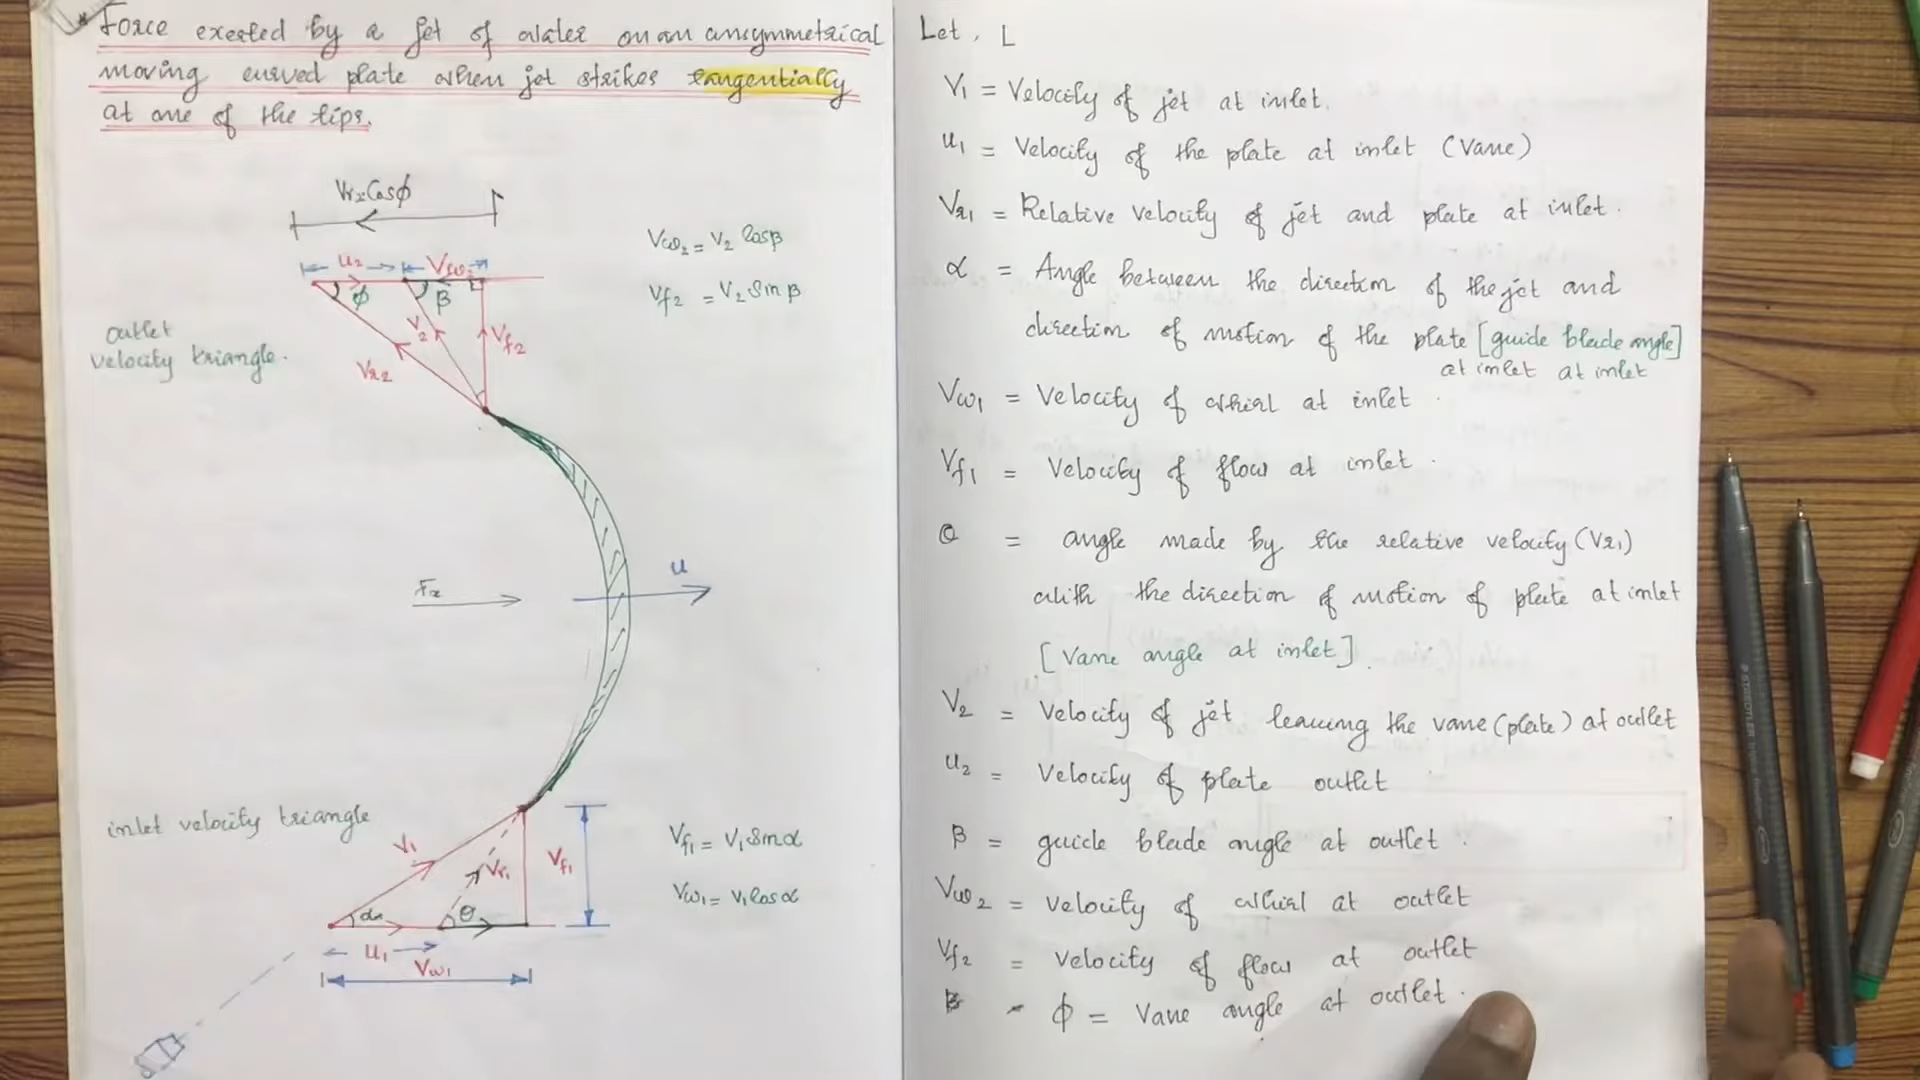 Force exerted by a jet of water on an unsymmetrical
moving curved plate when jet strikes tangentially
at one of the tips.
Vr2 Cosφ
u2
Vw2
φ
β
V2
Vf2
Vr2
outlet
velocity triangle.
Vw2 = V2 Cosβ
Vf2 = V2 Sinβ
Fx
u
inlet velocity triangle
V1
Vr1
Vf1
θ
u1
Vw1
Vf1 = V1 Sinα
Vw1 = V1 Cosα
Let, L
V1 = Velocity of jet at inlet.
u1 = Velocity of the plate at inlet (Vane)
Vr1 = Relative velocity of jet and plate at inlet.
α = Angle between the direction of the jet and
direction of motion of the plate [guide blade angle]
at inlet at inlet
Vw1 = Velocity of whirl at inlet
Vf1 = Velocity of flow at inlet
θ = angle made by the relative velocity (Vr1)
with the direction of motion of plate at inlet
[Vane angle at inlet].
V2 = Velocity of jet leaving the vane (plate) at outlet
u2 = Velocity of plate outlet
β = guide blade angle at outlet.
Vw2 = velocity of whirl at outlet
Vf2 = velocity of flow at outlet
- φ = Vane angle at outlet.